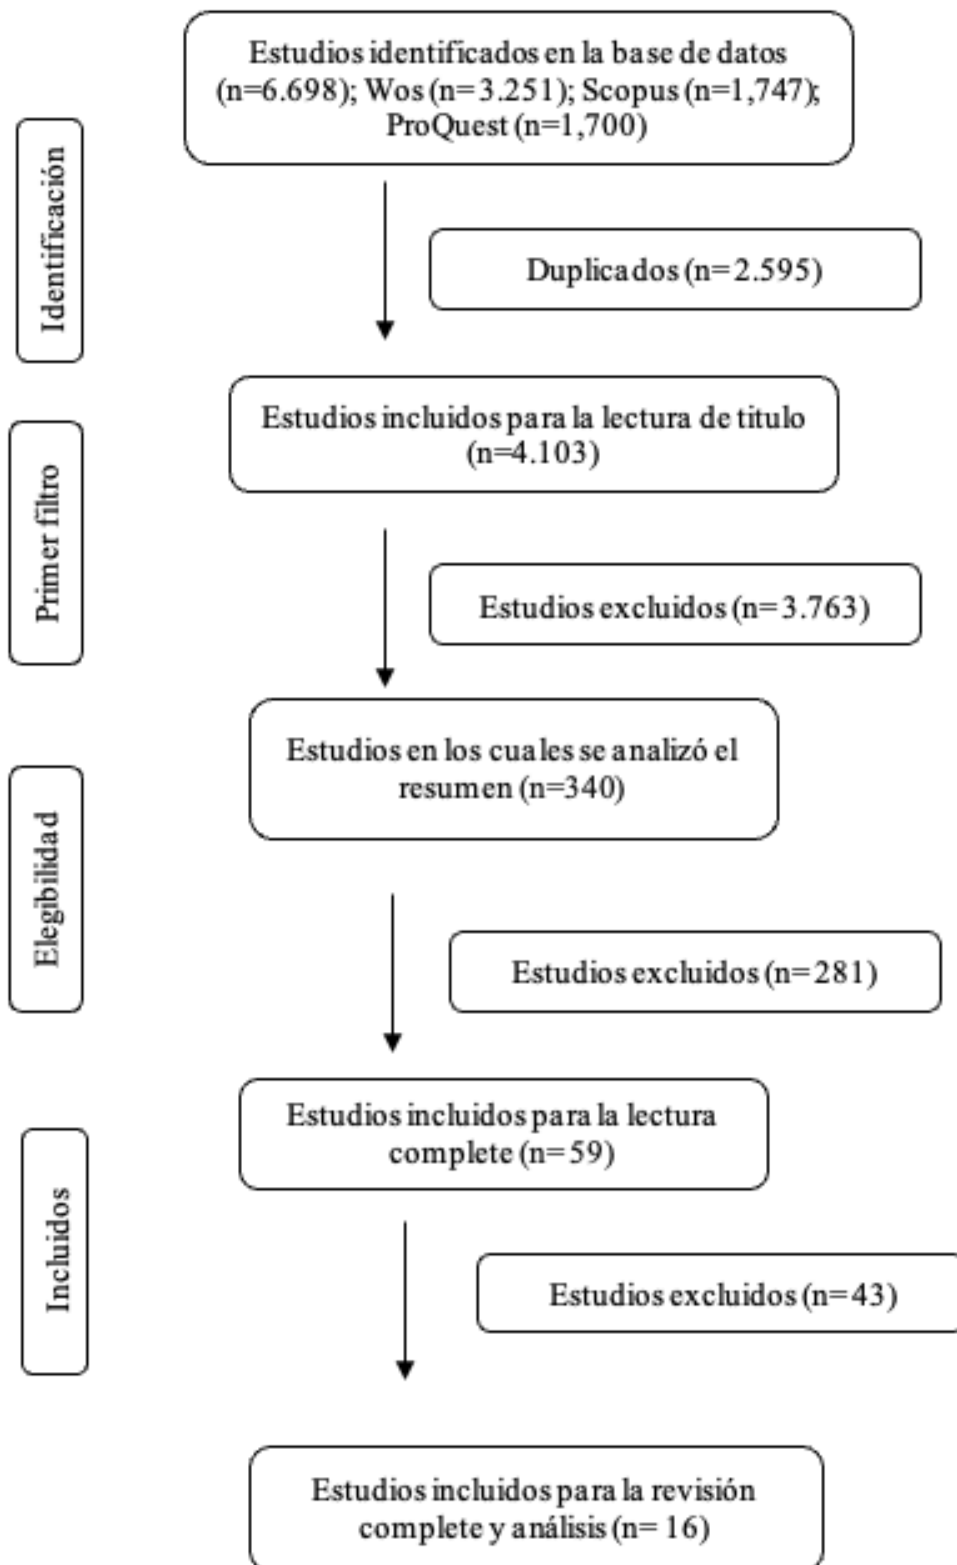 Estudios identificados en la base de datos
(n=6.698); Wos (n=3.251); Scopus (n=1,747);
ProQuest (n=1,700)
Identificación
Duplicados (n=2.595)
Estudios incluidos para la lectura de titulo
(n=4.103)
Primer filtro
Estudios excluidos (n=3.763)
Estudios en los cuales se analizó el
resumen (n=340)
Elegibilidad
Estudios excluidos (n=281)
Estudios incluidos para la lectura
complete (n=59)
Incluidos
Estudios excluidos (n=43)
Estudios incluidos para la revisión
complete y análisis (n= 16)